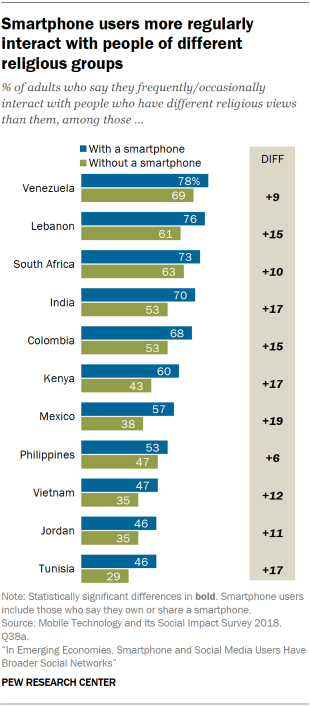 Smartphone users more regularly
interact with people of different
religious groups
% of adults who say they frequently/occasionally
interact with people who have different religious views
than them, among those ...
With a smartphone
Without a smartphone
DIFF
Venezuela 78% 69 +9
Lebanon 76 61 +15
South Africa 73 63 +10
India 70 53 +17
Colombia 68 53 +15
Kenya 60 43 +17
Mexico 57 38 +19
Philippines 53 47 +6
Vietnam 47 35 +12
Jordan 46 35 +11
Tunisia 46 29 +17
Note: Statistically significant differences in bold. Smartphone users
include those who say they own or share a smartphone.
Source: Mobile Technology and Its Social Impact Survey 2018.
Q38a.
“In Emerging Economies, Smartphone and Social Media Users Have
Broader Social Networks”
PEW RESEARCH CENTER